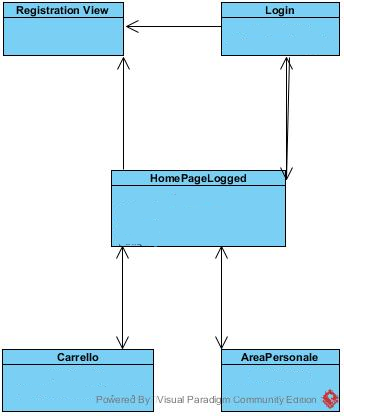 Registration View
Login
HomePageLogged
Carrello
AreaPersonale
Powered By Visual Paradigm Community Edition